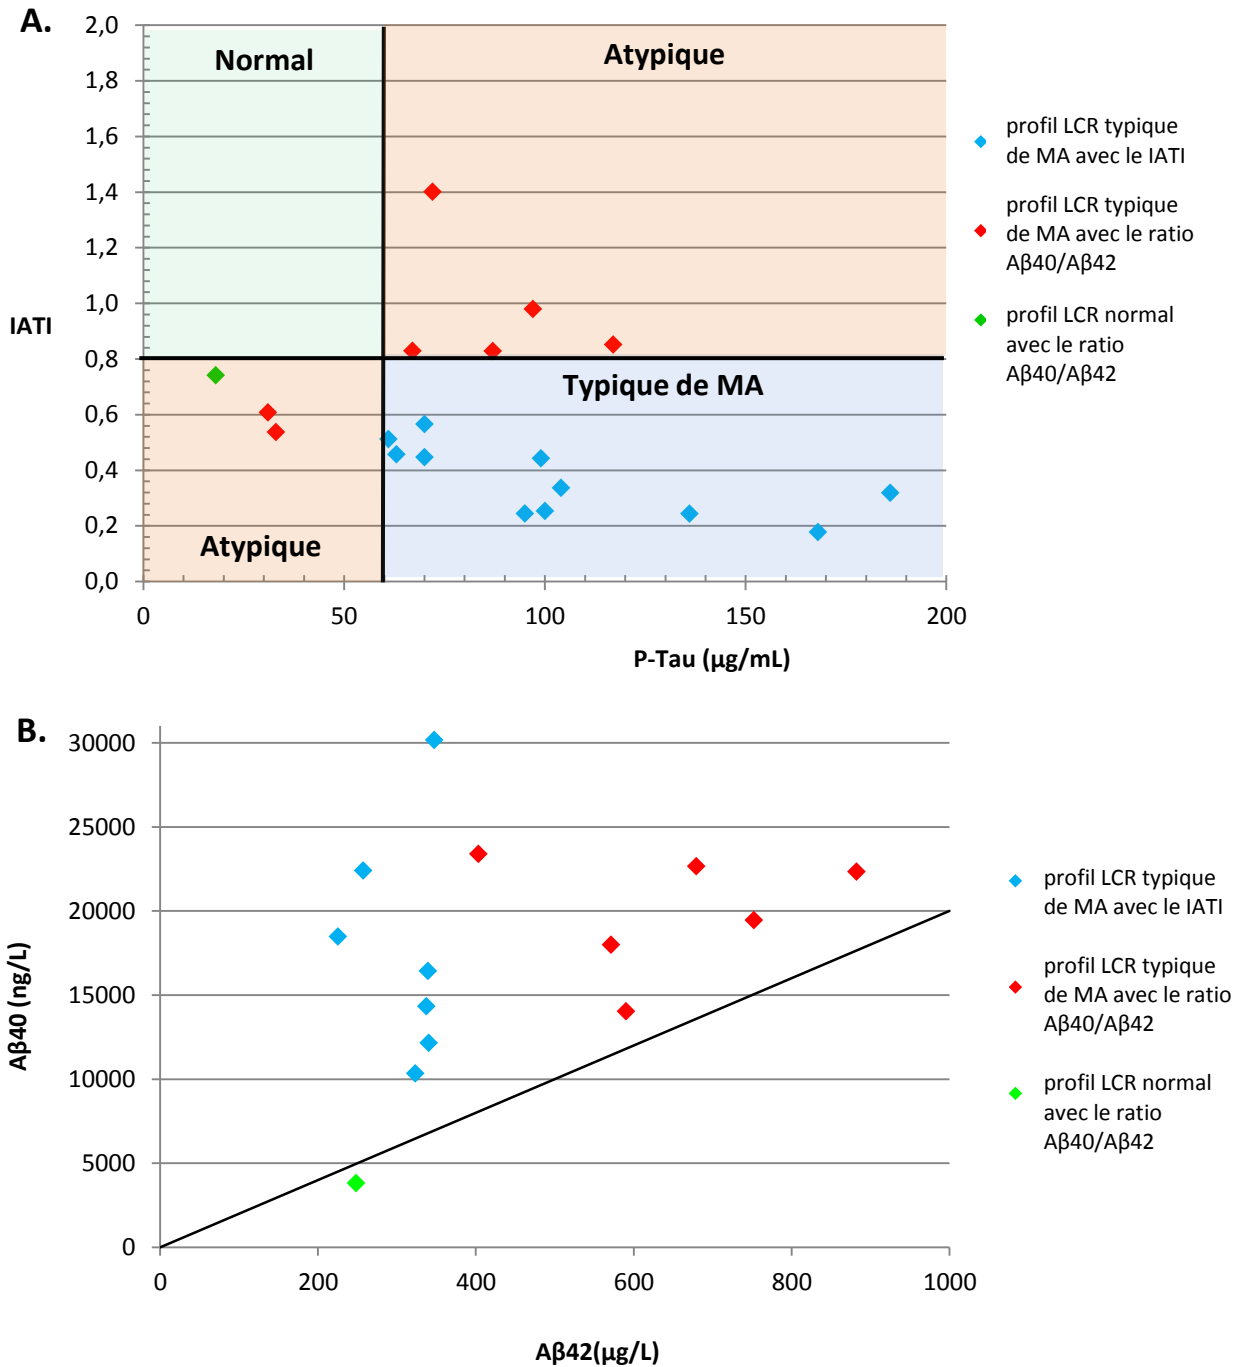 A.
2,0
1,8
1,6
1,4
1,2
1,0
0,8
0,6
0,4
0,2
0,0
IATI
Normal
Atypique
Typique de MA
Atypique
0
50
100
150
200
P-Tau (µg/mL)
profil LCR typique
de MA avec le IATI
profil LCR typique
de MA avec le ratio
Aβ40/Aβ42
profil LCR normal
avec le ratio
Aβ40/Aβ42
B.
30000
25000
20000
15000
10000
5000
0
Aβ40 (ng/L)
0
200
400
600
800
1000
Aβ42(µg/L)
profil LCR typique
de MA avec le IATI
profil LCR typique
de MA avec le ratio
Aβ40/Aβ42
profil LCR normal
avec le ratio
Aβ40/Aβ42